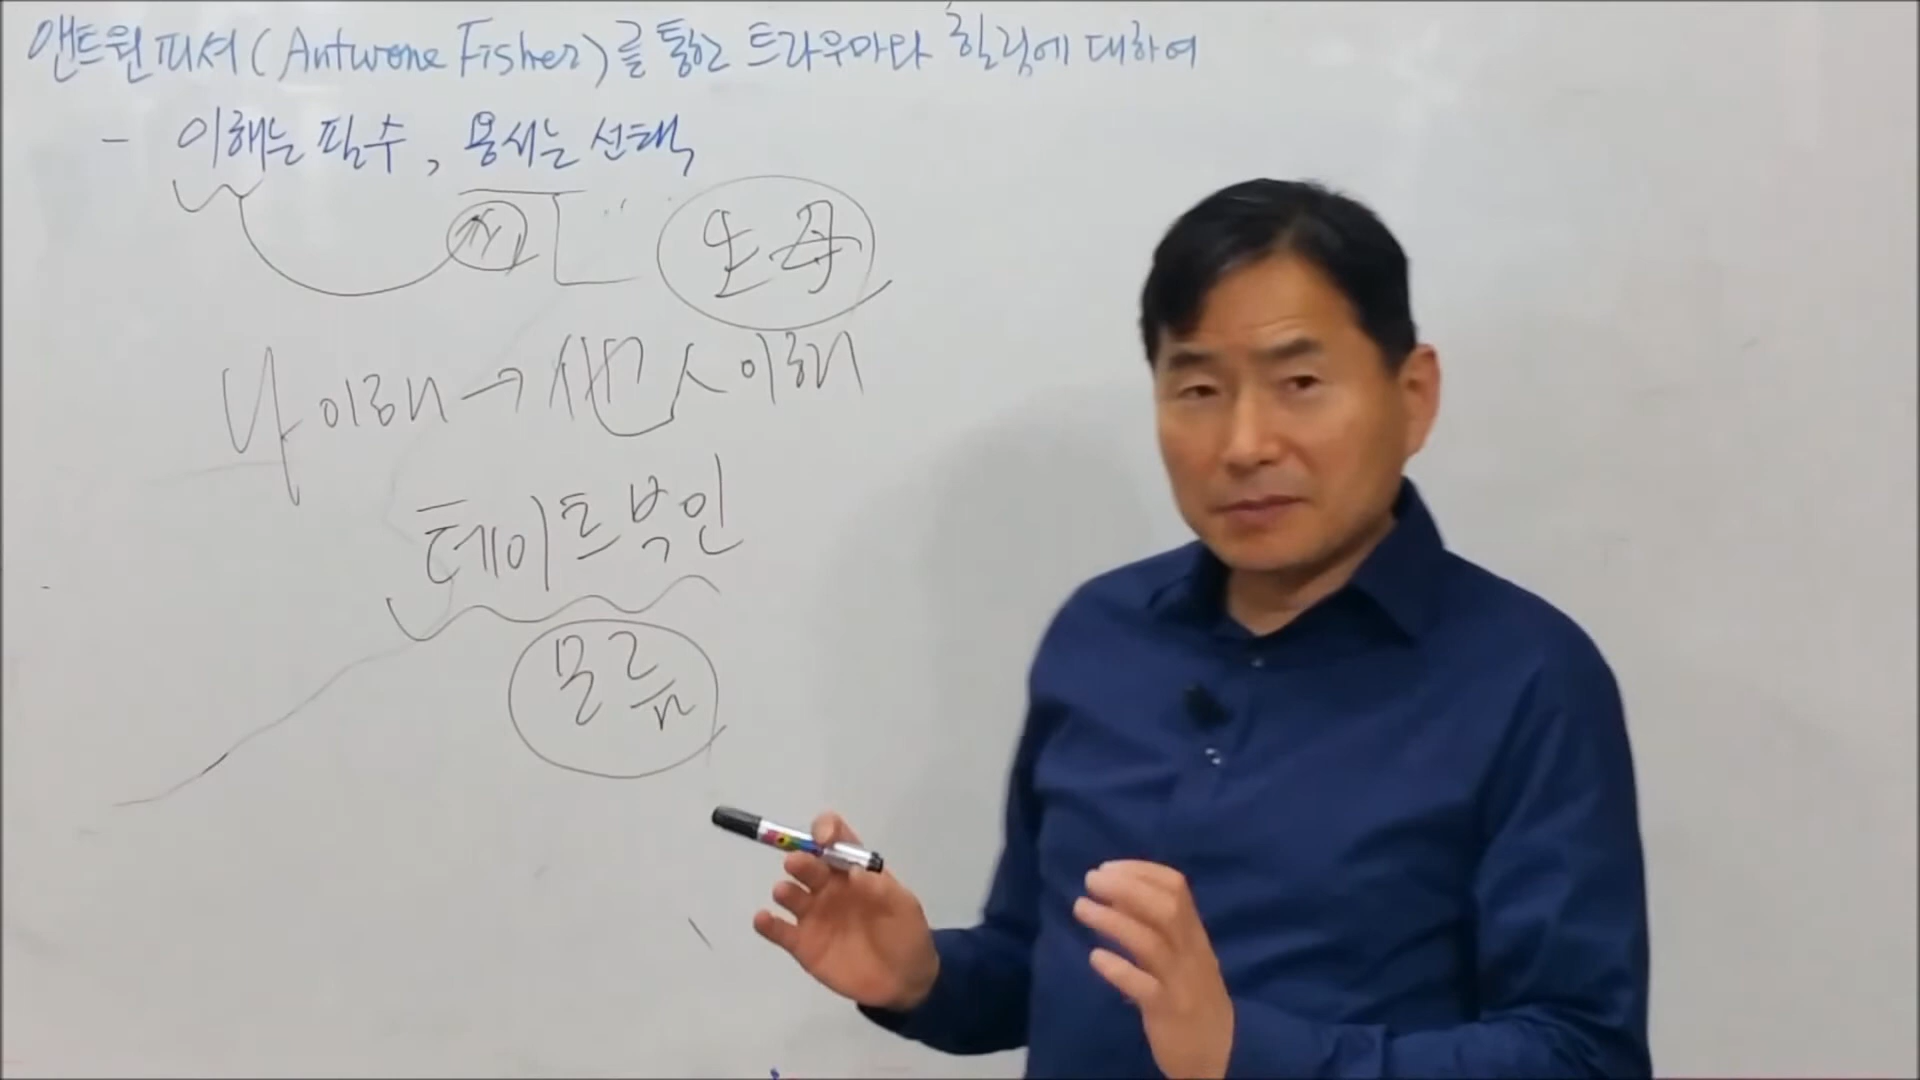 앤트원 피셔 (Antwone Fisher)를 통한 트라우마와 힐링에 대하여
- 이해는 필수, 용서는 선택
生母
나 이해 → 他人 이해
테이트부인
모름